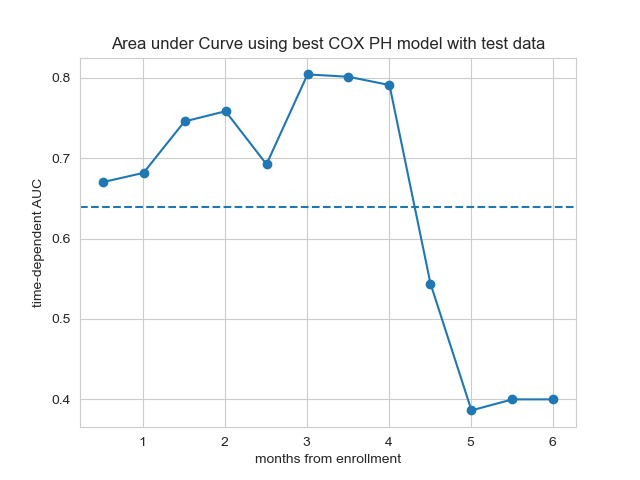 Area under Curve using best COX PH model with test data
time-dependent AUC
0.8
0.7
0.6
0.5
0.4
1 2 3 4 5 6
months from enrollment